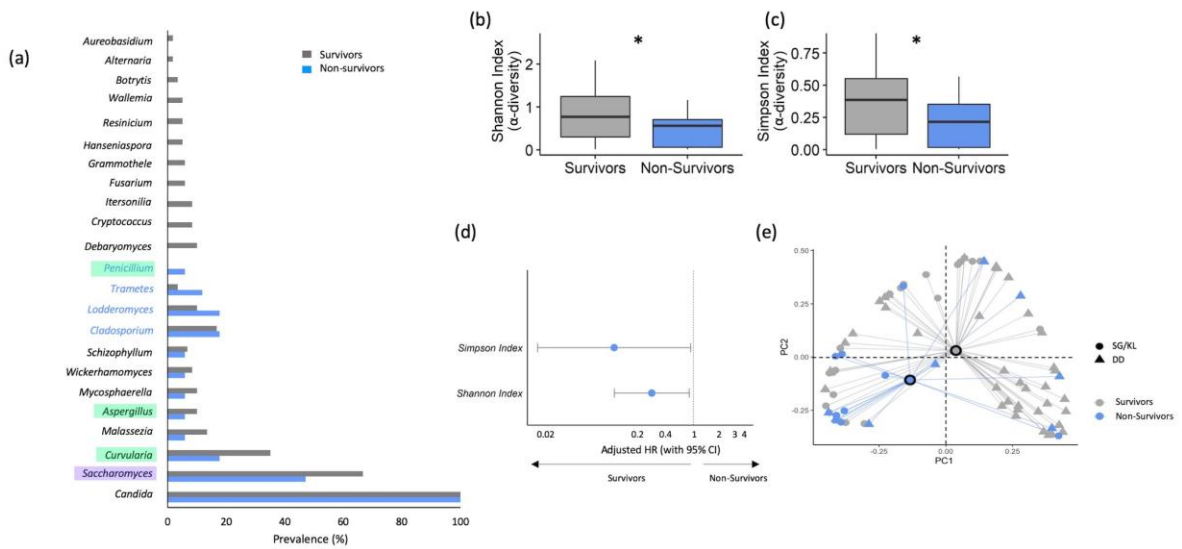 (a)
Aureobasidium
Alternaria
Botrytis
Wallemia
Resinicium
Hanseniaspora
Grammothele
Fusarium
Itersonilia
Cryptococcus
Debaryomyces
Penicillium
Trametes
Lodderomyces
Cladosporium
Schizophyllum
Wickerhamomyces
Mycosphaerella
Aspergillus
Malassezia
Curvularia
Saccharomyces
Candida
0 20 40 60 80 100
Prevalence (%)
Survivors
Non-survivors
(b)
Shannon Index
(α-diversity)
2
1
0
*
Survivors Non-Survivors
(c)
Simpson Index
(α-diversity)
0.75
0.50
0.25
0.00
*
Survivors Non-Survivors
(d)
Simpson Index
Shannon Index
0.02 0.2 0.4 1 2 3 4
Adjusted HR (with 95% CI)
Survivors Non-Survivors
(e)
PC2
0.50
0.25
0.00
-0.25
-0.25 0.00 0.25
PC1
SG/KL
DD
Survivors
Non-Survivors